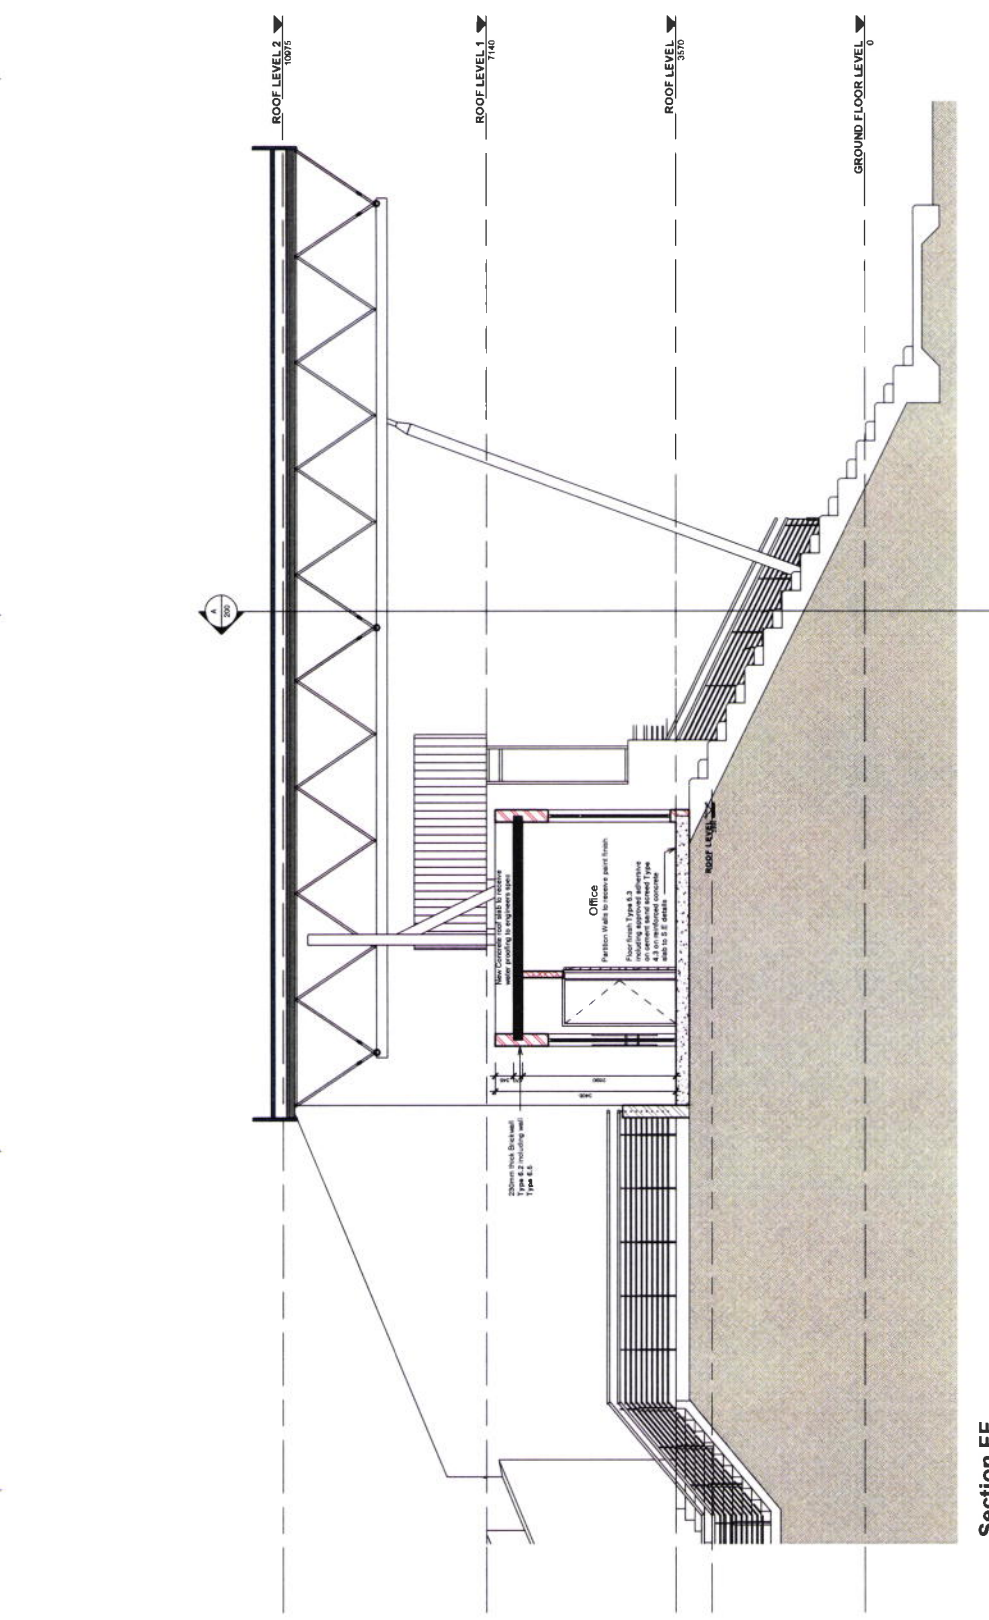 ROOF LEVEL 2
10975
ROOF LEVEL 1
7140
ROOF LEVEL
3570
GROUND FLOOR LEVEL
0
A
200
New Concrete roof slab to receive
water proofing to engineers spec
Office
Partition Walls to receive paint finish
Floor finish Type 5.3
including approved adhersive
on cement sand screed Type
4.3 on reinforced concrete
slab to S.E details
ROOF LEVEL
230mm thick Brickwall
Type 6.2 including wall
Type 6.5
3406
Section EE